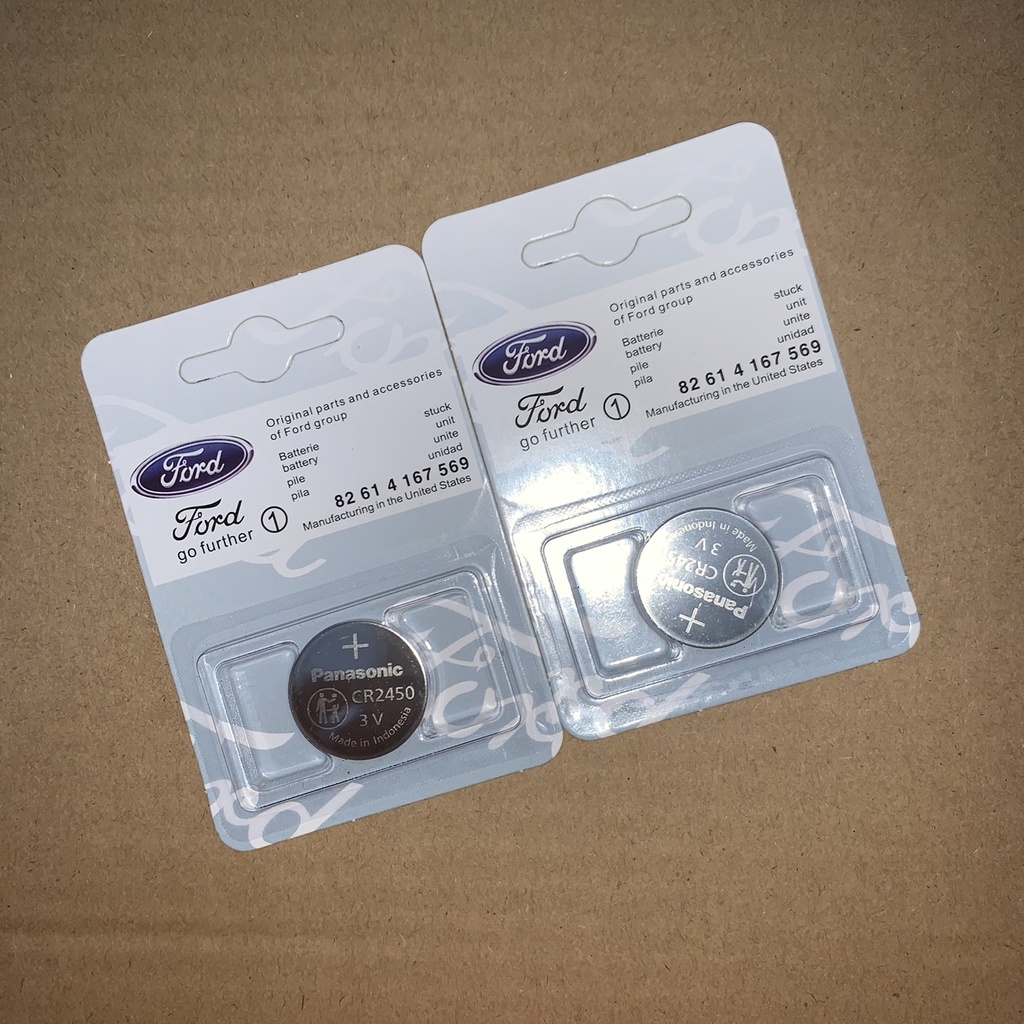 Original parts and accessories
of Ford group
Batterie stuck
battery unit
pile unite
pila unidad
82 61 4 167 569
Manufacturing in the United States
Ford
Ford
go further
1
+
Panasonic
CR2450
3 V
Made in Indonesia
Original parts and accessories
of Ford group
Batterie stuck
battery unit
pile unite
pila unidad
82 61 4 167 569
Manufacturing in the United States
Ford
Ford
go further
1
+
Panasonic
3 V
Made in